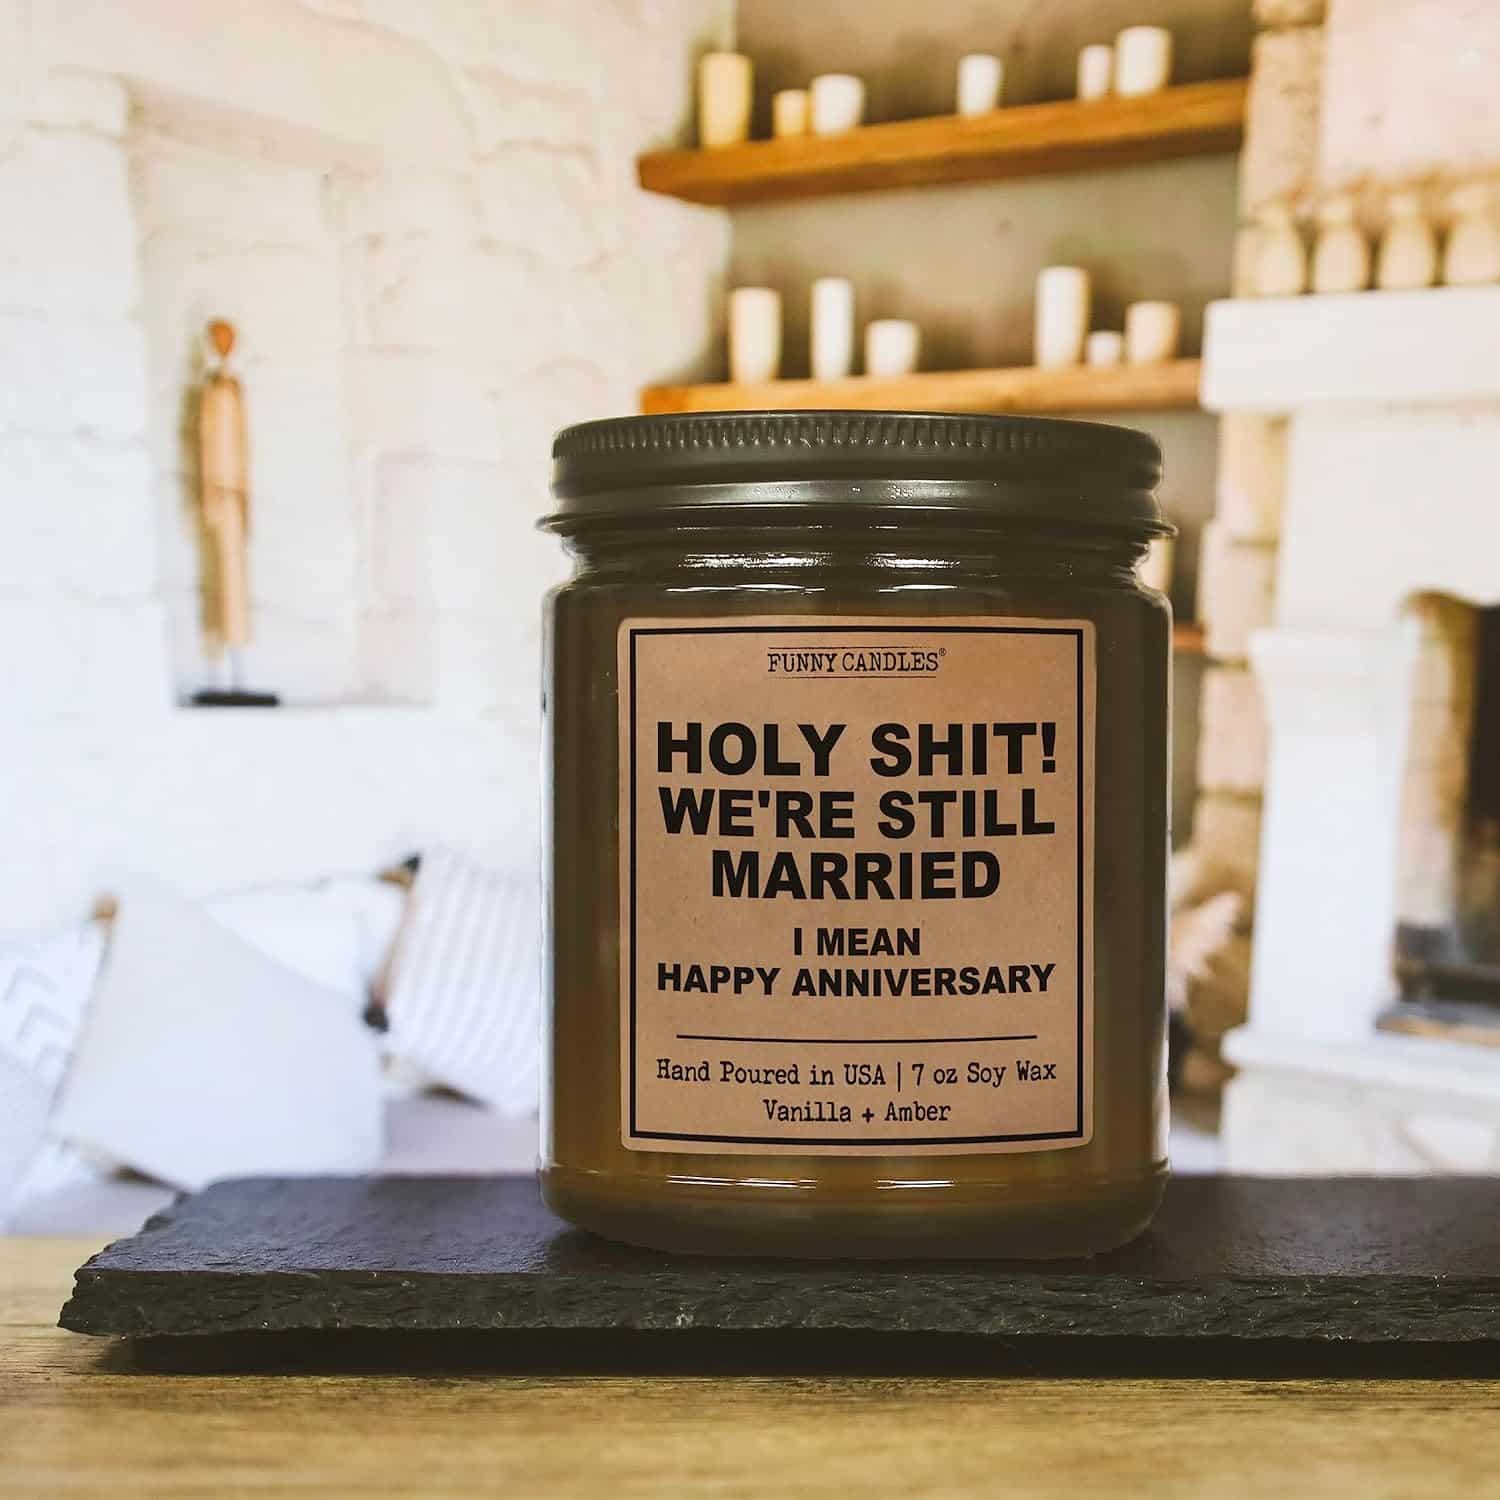 FUNNY CANDLES®
HOLY SHIT!
WE'RE STILL
MARRIED
I MEAN
HAPPY ANNIVERSARY
Hand Poured in USA | 7 oz Soy Wax
Vanilla + Amber